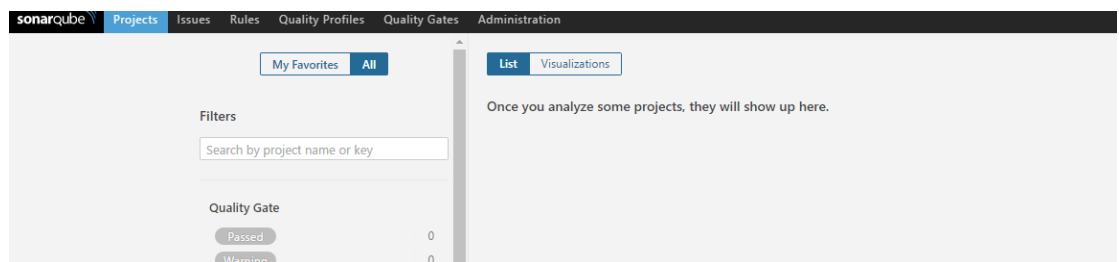 sonarqube Projects Issues Rules Quality Profiles Quality Gates Administration
My Favorites All
Filters
Search by project name or key
Quality Gate
Passed 0
Warning 0
List Visualizations
Once you analyze some projects, they will show up here.